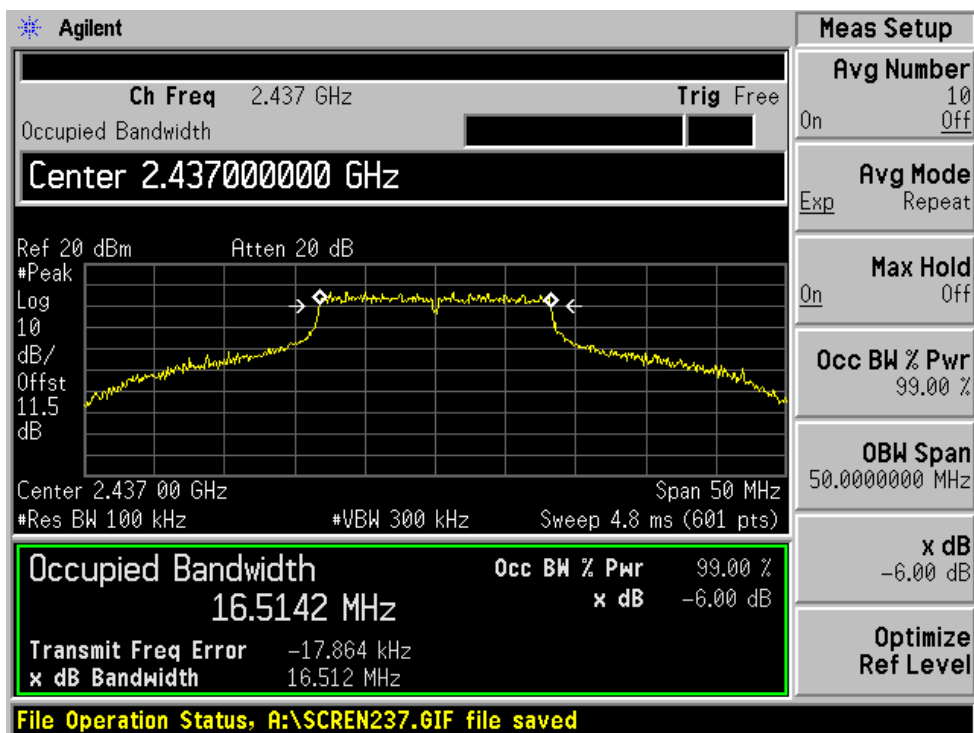 Agilent
Meas Setup
Ch Freq 2.437 GHz
Trig Free
Occupied Bandwidth
Center 2.437000000 GHz
Ref 20 dBm Atten 20 dB
#Peak
Log
10
dB/
Offst
11.5
dB
Center 2.437 00 GHz Span 50 MHz
#Res BW 100 kHz #VBW 300 kHz Sweep 4.8 ms (601 pts)
Occupied Bandwidth
16.5142 MHz
Occ BW % Pwr 99.00 %
x dB -6.00 dB
Transmit Freq Error -17.864 kHz
x dB Bandwidth 16.512 MHz
File Operation Status, A:\SCREN237.GIF file saved
Avg Number
10
On Off
Avg Mode
Exp Repeat
Max Hold
On Off
Occ BW % Pwr
99.00 %
OBW Span
50.0000000 MHz
x dB
-6.00 dB
Optimize
Ref Level